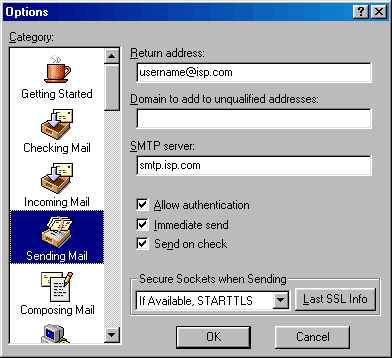 Options
Category:
Getting Started
Checking Mail
Incoming Mail
Sending Mail
Composing Mail
Return address:
username@isp.com
Domain to add to unqualified addresses:
SMTP server:
smtp.isp.com
Allow authentication
Immediate send
Send on check
Secure Sockets when Sending
If Available, STARTTLS
Last SSL Info
OK
Cancel